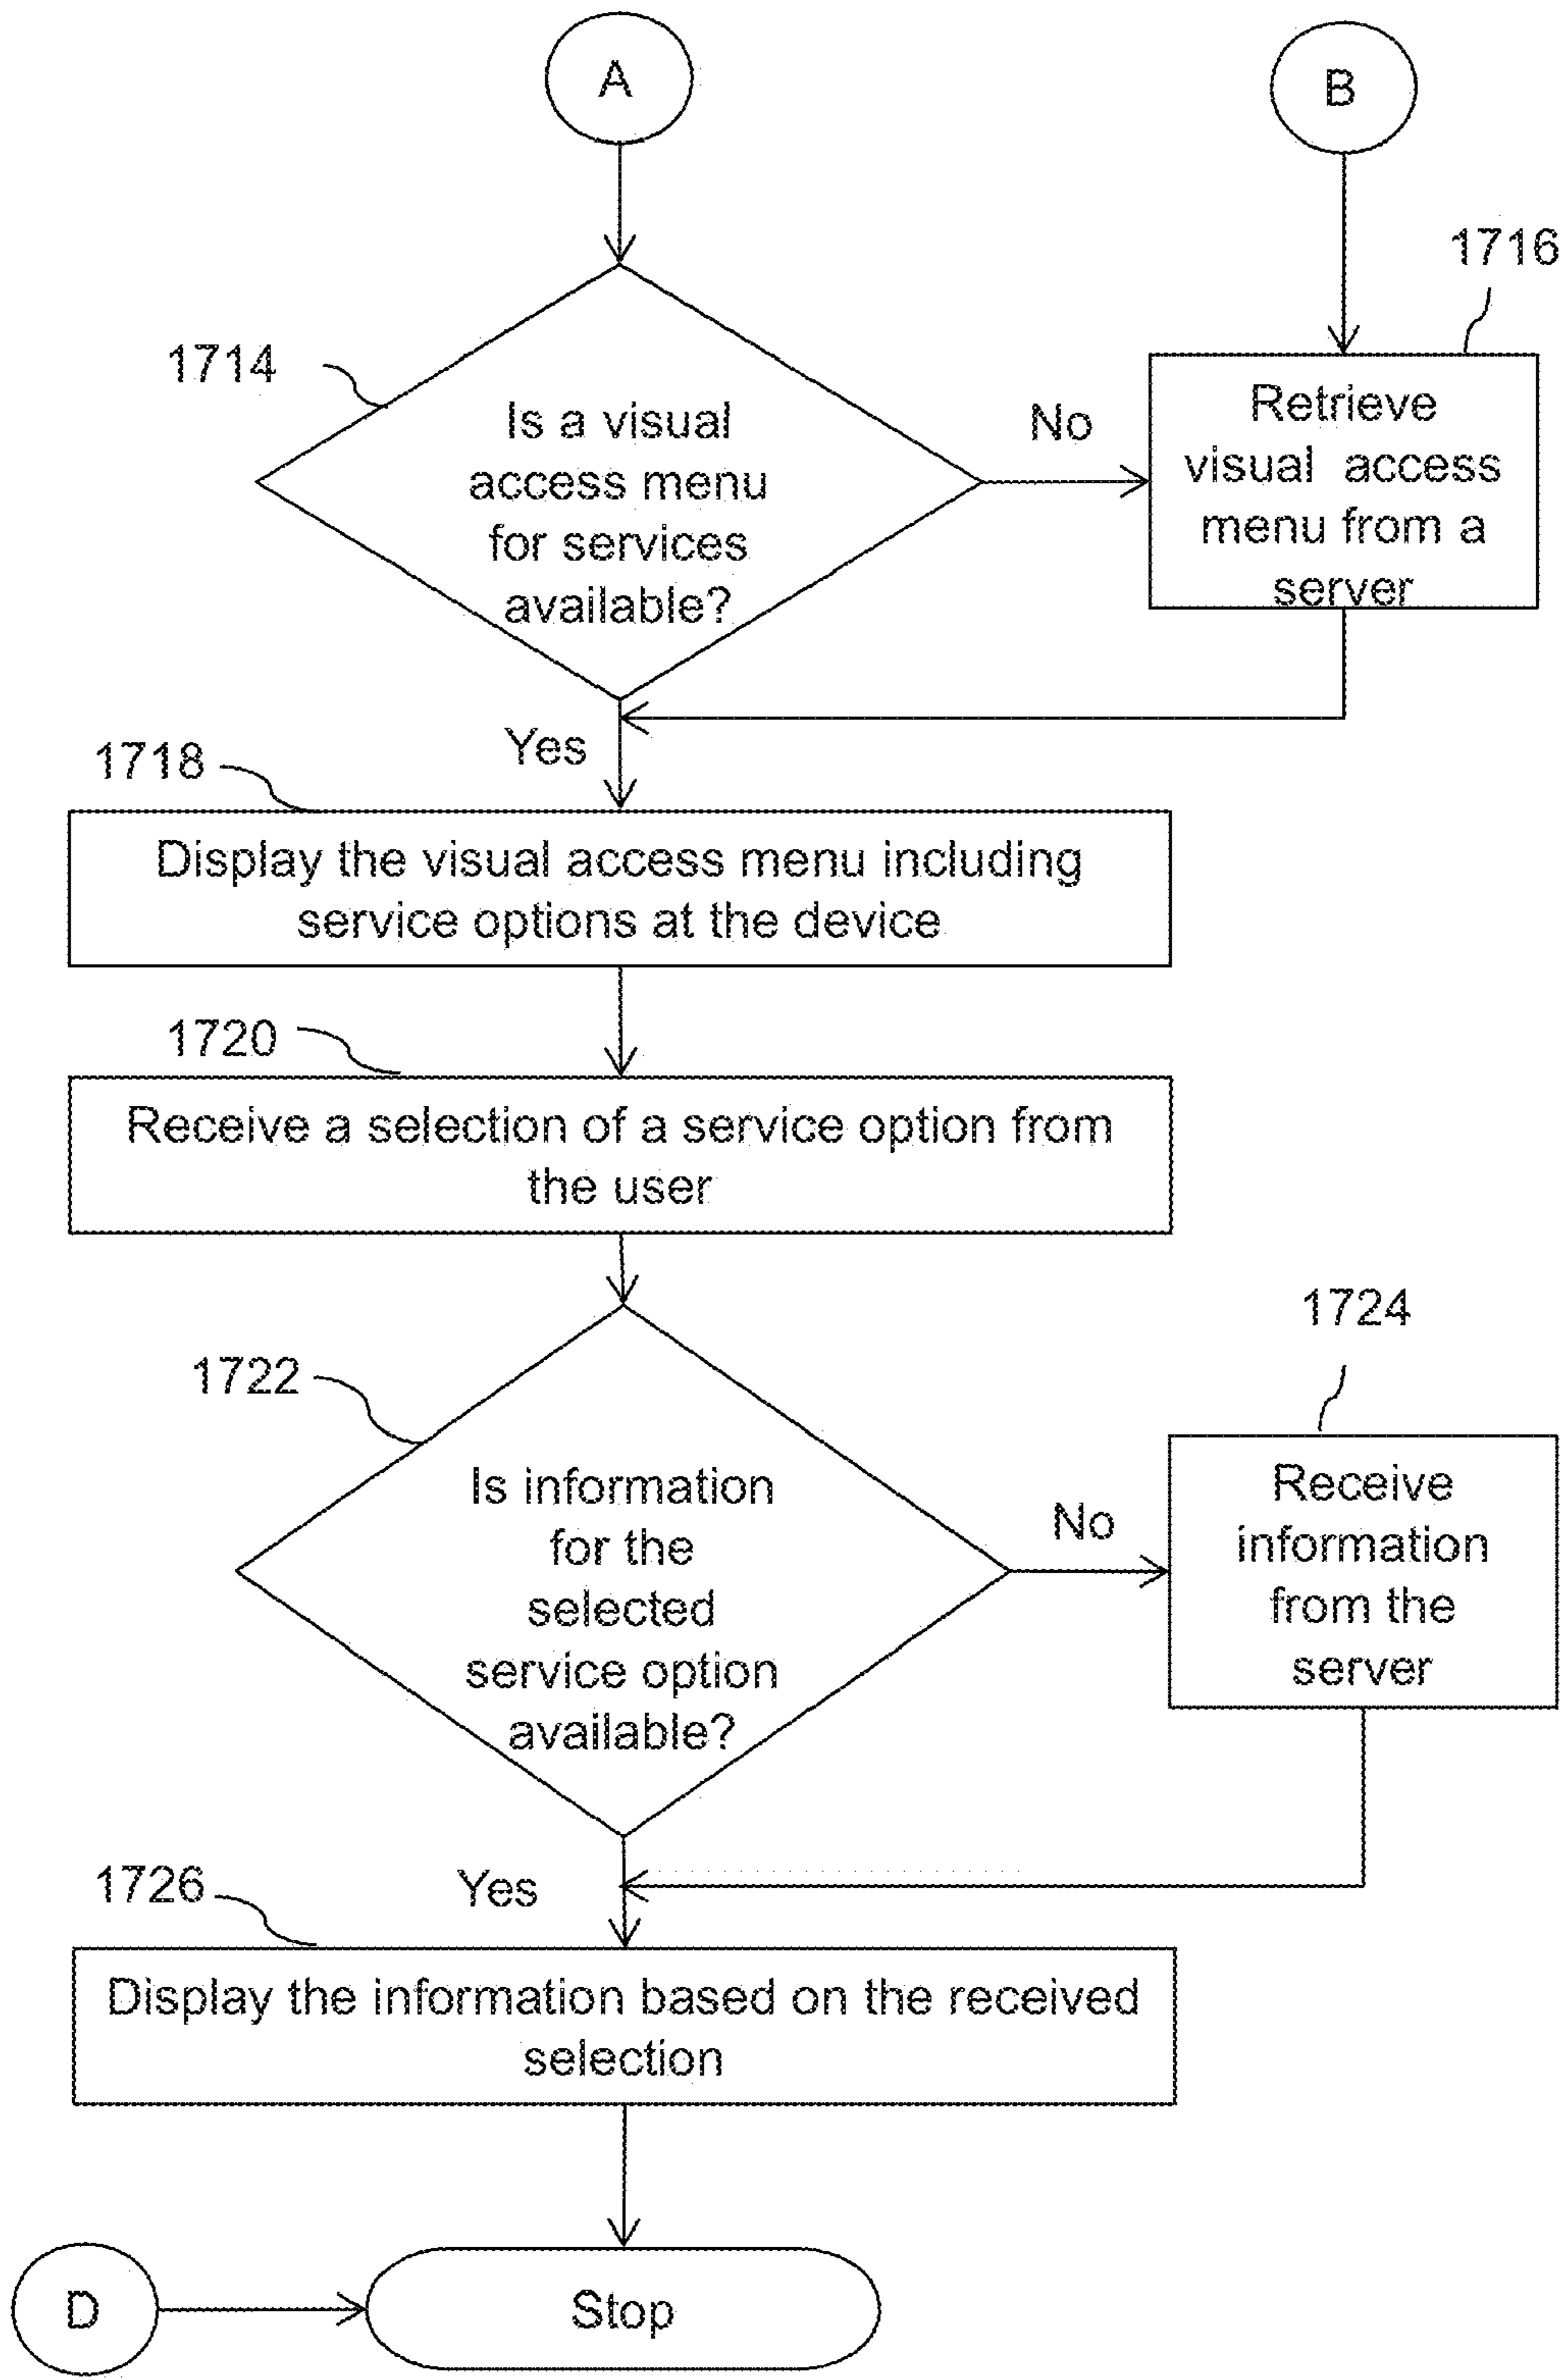 A
B
1716
1714
Is a visual
access menu
for services
available?
No
Retrieve
visual access
menu from a
server
Yes
1718
Display the visual access menu including
service options at the device
1720
Receive a selection of a service option from
the user
1724
1722
Is information
for the
selected
service option
available?
No
Receive
information
from the
server
1726
Yes
Display the information based on the received
selection
D
Stop